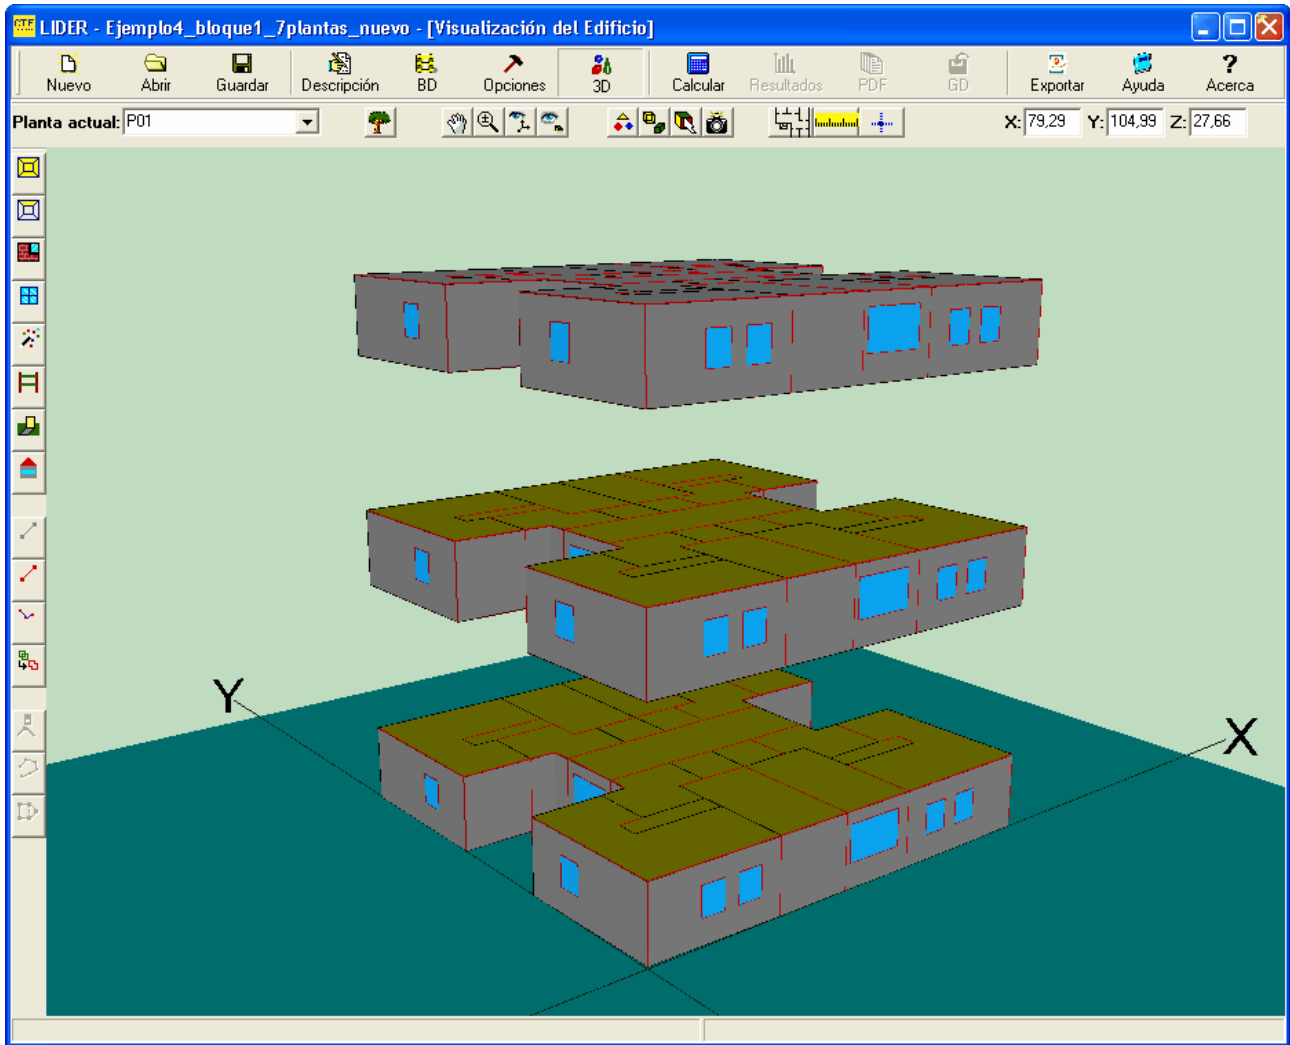 CTE LIDER - Ejemplo4_bloque1_7plantas_nuevo - [Visualización del Edificio]
Nuevo Abrir Guardar Descripción BD Opciones 3D Calcular Resultados PDF GD Exportar Ayuda Acerca
Planta actual: P01 X: 79,29 Y: 104,99 Z: 27,66
Y
X